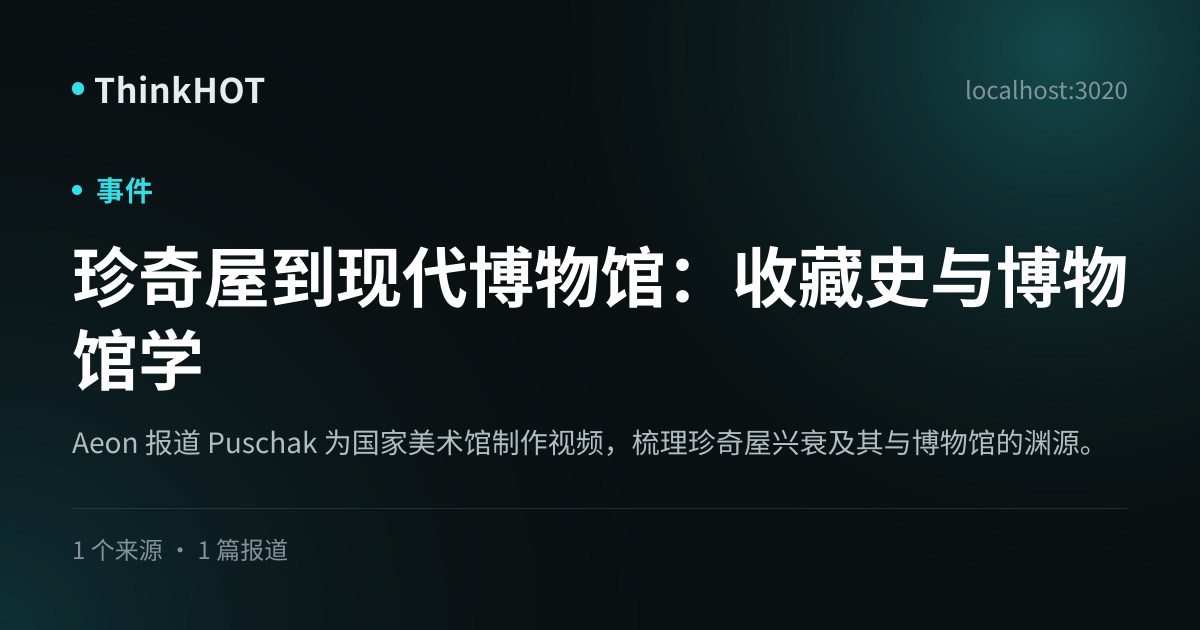 ThinkHOT
localhost:3020
事件
珍奇屋到现代博物馆：收藏史与博物
馆学
Aeon 报道 Puschak 为国家美术馆制作视频，梳理珍奇屋兴衰及其与博物馆的渊源。
1 个来源 · 1 篇报道